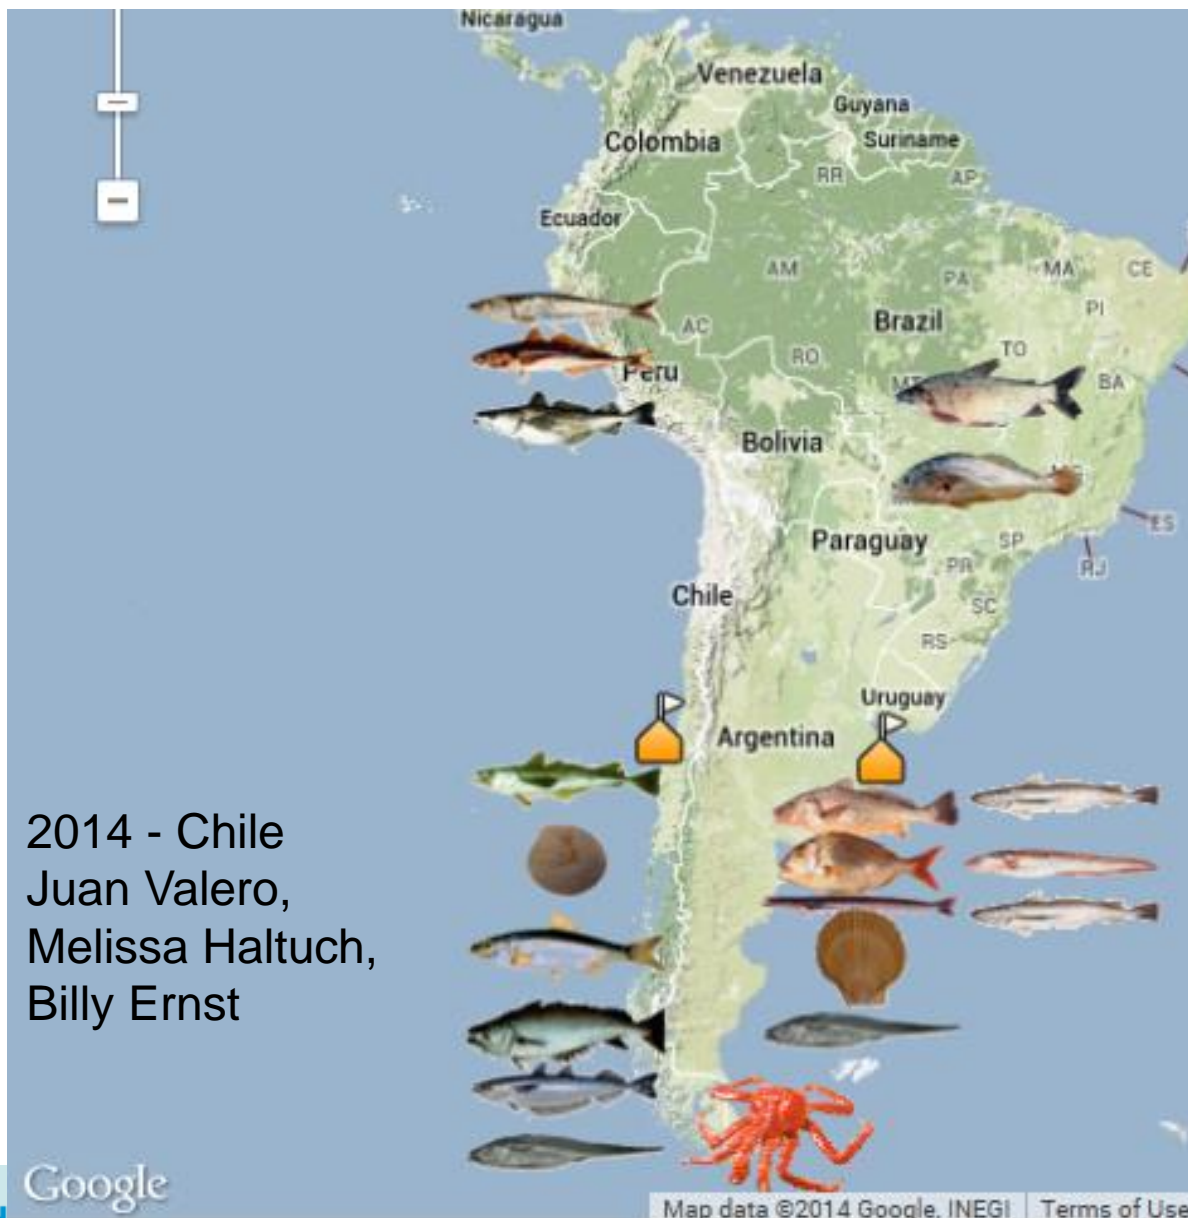 Nicaragua
Venezuela
Guyana
Colombia
Suriname
RR
AP
Ecuador
AM
PA
MA
CE
PI
AC
Brazil
RO
TO
Peru
MT
BA
Bolivia
ES
Paraguay
SP
PR
RJ
Chile
SC
RS
Uruguay
Argentina
2014 - Chile
Juan Valero,
Melissa Haltuch,
Billy Ernst
Google
Map data ©2014 Google, INEGI
Terms of Use